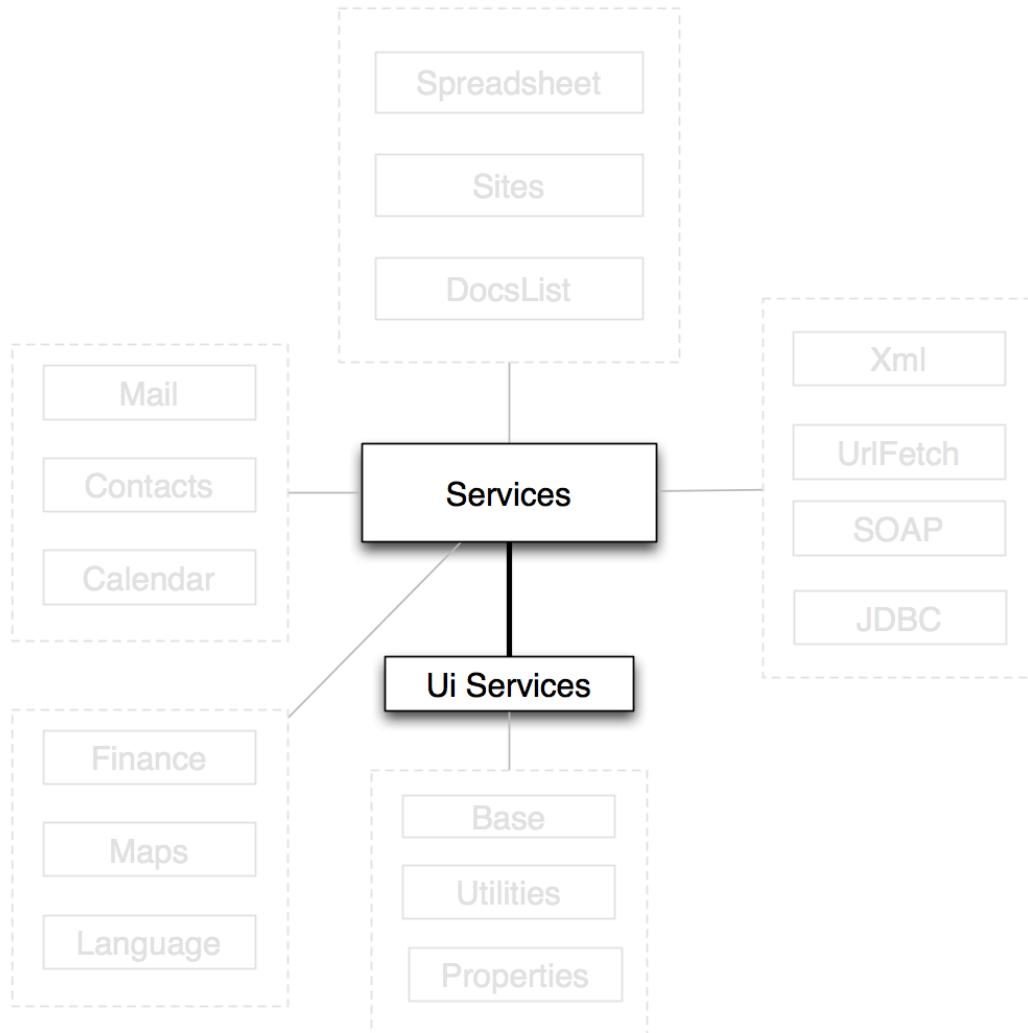 Spreadsheet
Sites
DocsList
Mail
Contacts
Calendar
Services
Xml
UrlFetch
SOAP
JDBC
Ui Services
Finance
Maps
Language
Base
Utilities
Properties